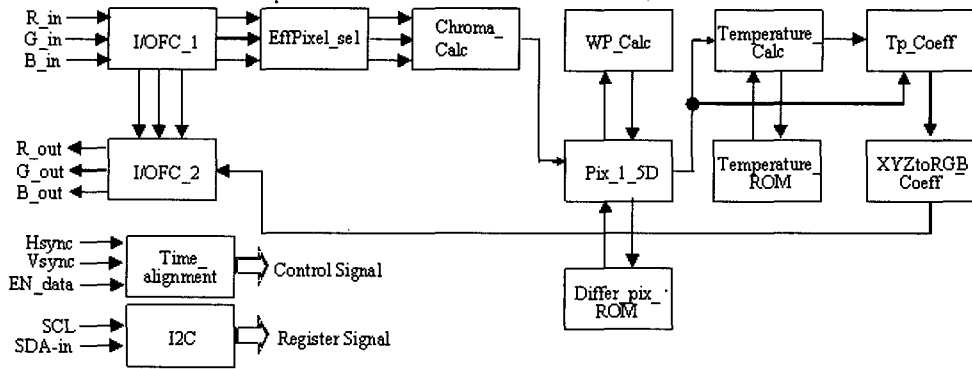 R_in
G_in
B_in
I/OFC_1
EffPixel_sel
Chroma_
Calc
WP_Calc
Temperature_
Calc
Tp_Coeff
R_out
G_out
B_out
I/OFC_2
Pix_1_5D
Temperature_
ROM
XYZtoRGB
Coeff
Hsync
Vsync
EN_data
Time_
alignment
Control Signal
Differ_pix_
ROM
SCL
SDA-in
I2C
Register Signal